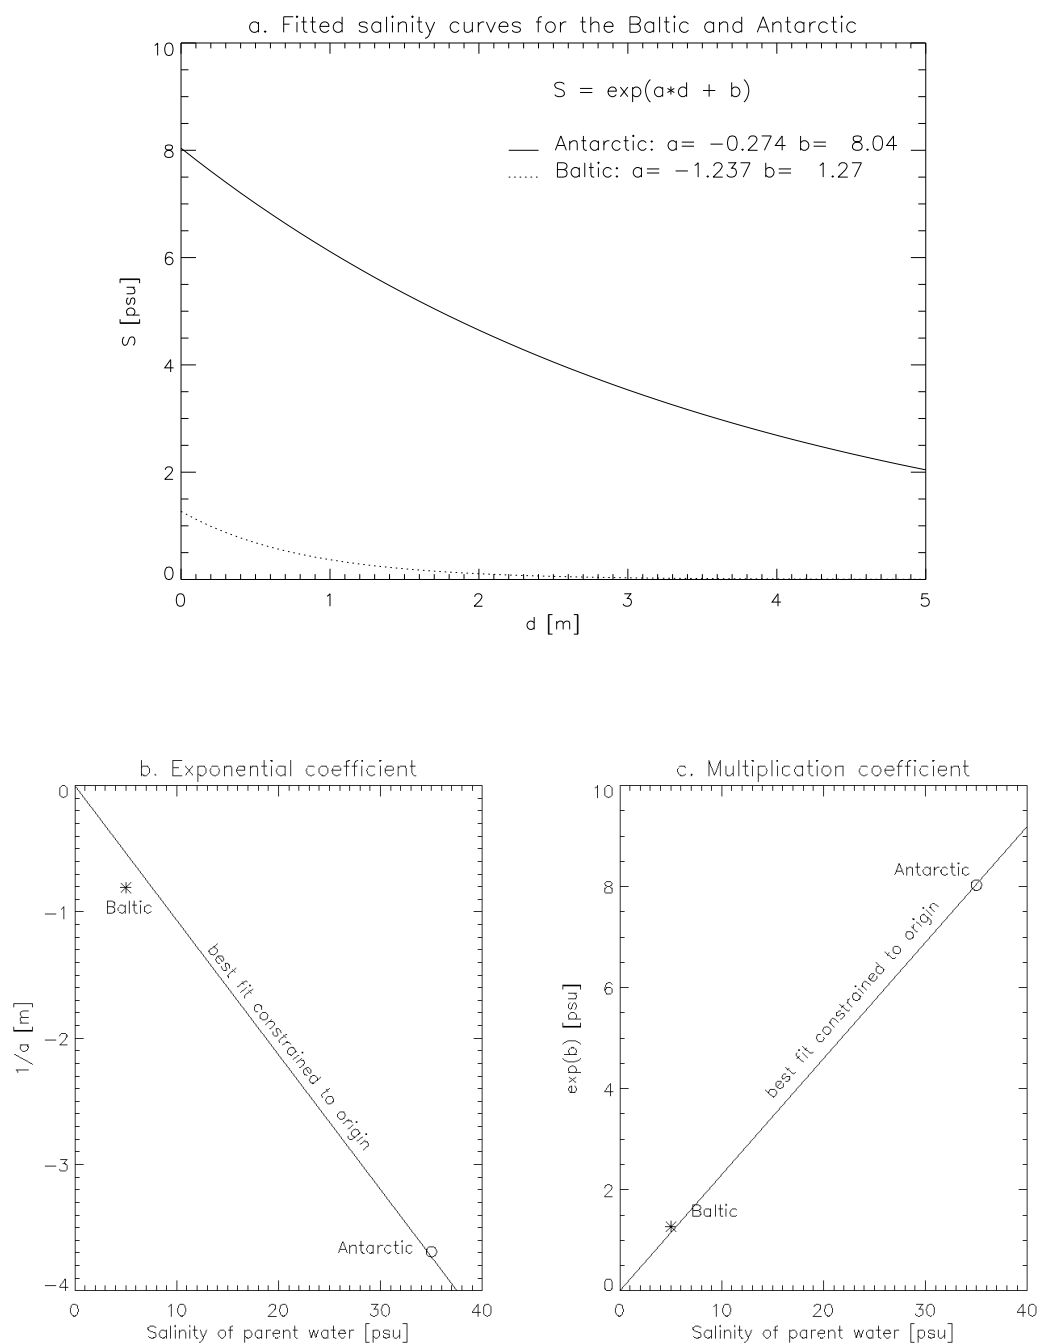 a. Fitted salinity curves for the Baltic and Antarctic
10
8
6
4
2
0
S [psu]
S = exp(a*d + b)
Antarctic: a= −0.274 b= 8.04
Baltic: a= −1.237 b= 1.27
0 1 2 3 4 5
d [m]
b. Exponential coefficient
0
−1
−2
−3
−4
1/a [m]
Baltic
best fit constrained to origin
Antarctic
0 10 20 30 40
Salinity of parent water [psu]
c. Multiplication coefficient
10
8
6
4
2
0
exp(b) [psu]
Antarctic
best fit constrained to origin
Baltic
0 10 20 30 40
Salinity of parent water [psu]